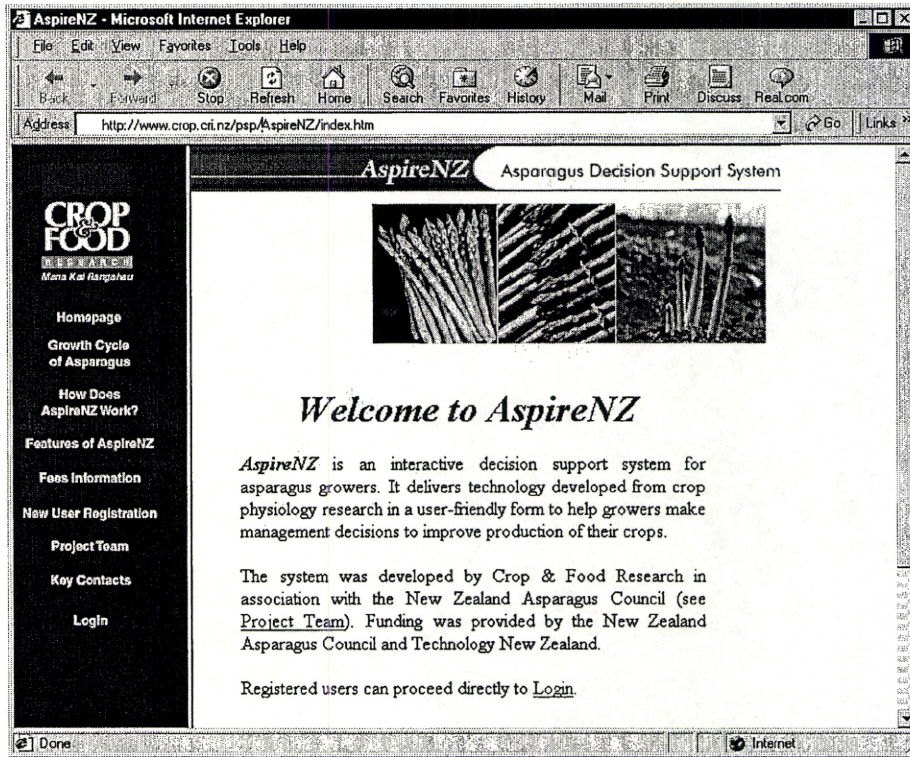 AspireNZ - Microsoft Internet Explorer
File Edit View Favorites Tools Help
Back Forward Stop Refresh Home Search Favorites History Mail Print Discuss Real.com
Address http://www.crop.cri.nz/psp/AspireNZ/index.htm Go Links »
AspireNZ Asparagus Decision Support System
CROP
&
FOOD
RESEARCH
Mana Kai Rangahau
Homepage
Growth Cycle
of Asparagus
How Does
AspireNZ Work?
Features of AspireNZ
Fees Information
New User Registration
Project Team
Key Contacts
Login
Welcome to AspireNZ
AspireNZ is an interactive decision support system for
asparagus growers. It delivers technology developed from crop
physiology research in a user-friendly form to help growers make
management decisions to improve production of their crops.
The system was developed by Crop & Food Research in
association with the New Zealand Asparagus Council (see
Project Team). Funding was provided by the New Zealand
Asparagus Council and Technology New Zealand.
Registered users can proceed directly to Login.
Done Internet